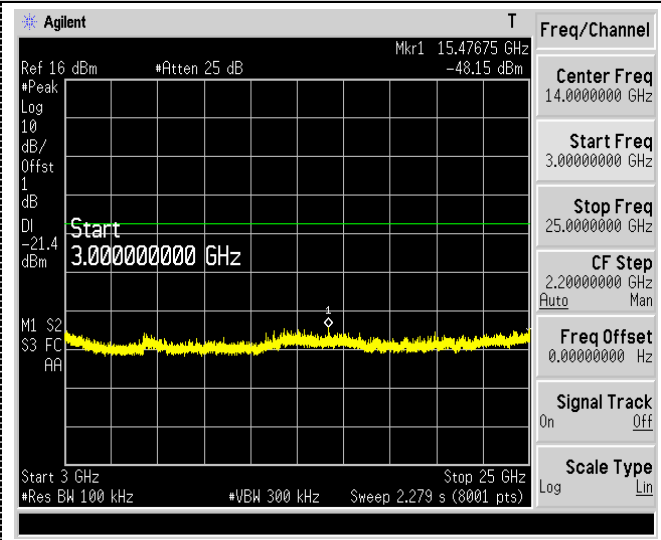 Agilent T
Mkr1 15.47675 GHz
Ref 16 dBm #Atten 25 dB -48.15 dBm
#Peak
Log
10
dB/
Offst
1
dB
DI
-21.4
dBm
Start
3.000000000 GHz
1
M1 S2
S3 FC
AA
Start 3 GHz Stop 25 GHz
#Res BW 100 kHz #VBW 300 kHz Sweep 2.279 s (8001 pts)
Freq/Channel
Center Freq
14.0000000 GHz
Start Freq
3.00000000 GHz
Stop Freq
25.0000000 GHz
CF Step
2.20000000 GHz
Auto Man
Freq Offset
0.00000000 Hz
Signal Track
On Off
Scale Type
Log Lin